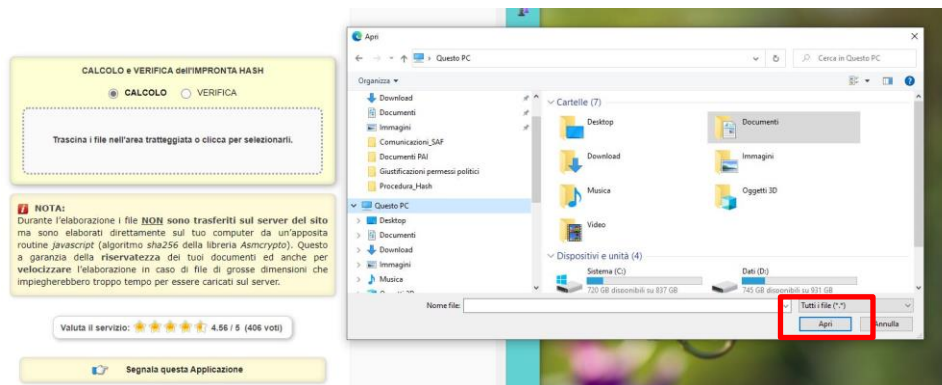 CALCOLO e VERIFICA dell'IMPRONTA HASH
CALCOLO VERIFICA
Trascina i file nell'area tratteggiata o clicca per selezionarli.
NOTA:
Durante l'elaborazione i file NON sono trasferiti sul server del sito
ma sono elaborati direttamente sul tuo computer da un'apposita
routine javascript (algoritmo sha256 della libreria Asmcrypto). Questo
a garanzia della riservatezza dei tuoi documenti ed anche per
velocizzare l'elaborazione in caso di file di grosse dimensioni che
impiegherebbero troppo tempo per essere caricati sul server.
Valuta il servizio: 4.56 / 5 (406 voti)
Segnala questa Applicazione
Apri
Questo PC
Cerca in Questo PC
Organizza
Download
Documenti
Immagini
Comunicazioni_SAF
Documenti PAI
Giustificazioni permessi politici
Procedura_Hash
Questo PC
Desktop
Documenti
Download
Immagini
Musica
Cartelle (7)
Desktop
Documenti
Download
Immagini
Musica
Oggetti 3D
Video
Dispositivi e unità (4)
Sistema (C:)
720 GB disponibili su 837 GB
Dati (D:)
745 GB disponibili su 931 GB
Nome file:
Tutti i file (*.*)
Apri
Annulla